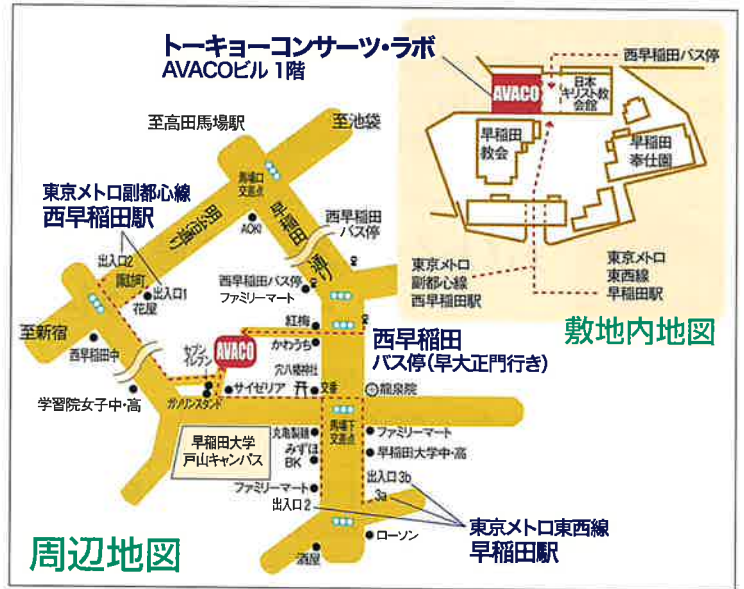 トーキョーコンサーツ・ラボ
AVACOビル 1階
西早稲田バス停
AVACO
日本
キリスト教
会館
早稲田
教会
早稲田
奉仕園
東京メトロ
副都心線
西早稲田駅
東京メトロ
東西線
早稲田駅
敷地内地図
至高田馬場駅
至池袋
東京メトロ副都心線
西早稲田駅
馬場口
交差点
明治通り
早稲田通り
AOKI
西早稲田
バス停
出入口2
諏訪町
出入口1
花屋
西早稲田バス停
ファミリーマート
至新宿
西早稲田中
紅梅
かわうち
セブン
イレブン
AVACO
西早稲田
バス停(早大正門行き)
穴八幡神社
交番
龍泉院
サイゼリア
ガソリンスタンド
学習院女子中・高
早稲田大学
戸山キャンパス
丸亀製麺
みずほ
BK
馬場下
交差点
ファミリーマート
早稲田大学中・高
ファミリーマート
出入口2
出入口3b
3a
東京メトロ東西線
早稲田駅
ローソン
酒屋
周辺地図